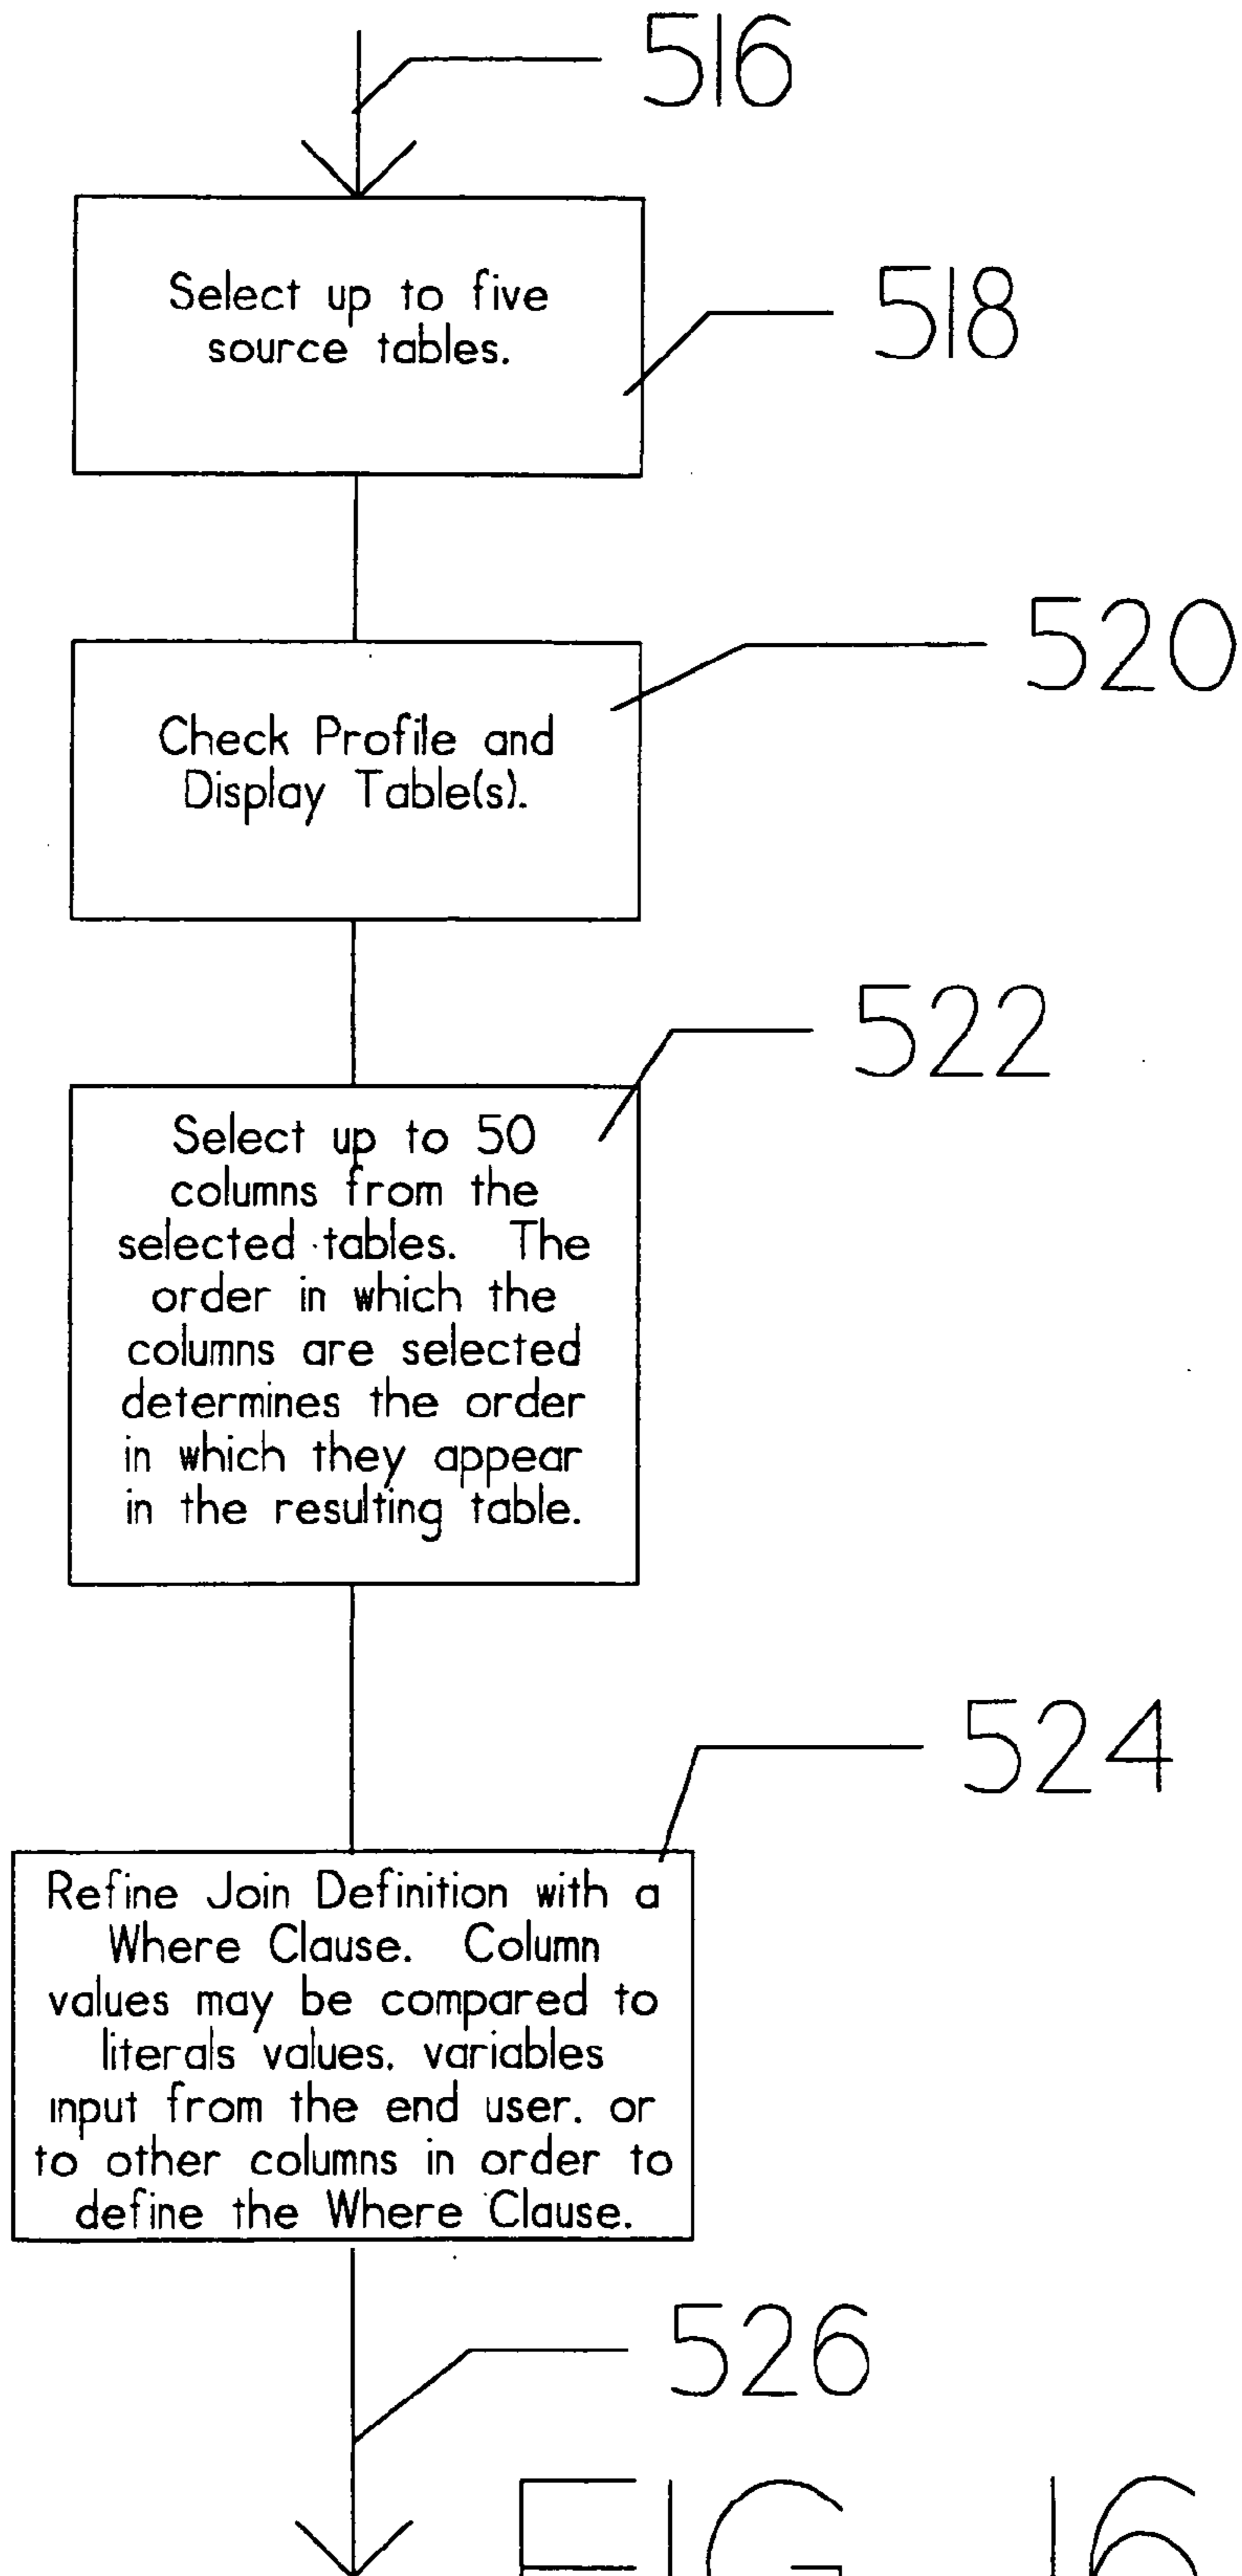 516
Select up to five
source tables.
518
520
Check Profile and
Display Table(s).
522
Select up to 50
columns from the
selected tables. The
order in which the
columns are selected
determines the order
in which they appear
in the resulting table.
524
Refine Join Definition with a
Where Clause. Column
values may be compared to
literals values, variables
input from the end user, or
to other columns in order to
define the Where Clause.
526
FIG. 16